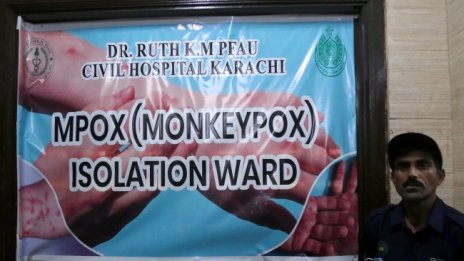 DR. RUTH K.M PFAU
CIVIL HOSPITAL KARACHI
MPOX (MONKEYPOX)
ISOLATION WARD